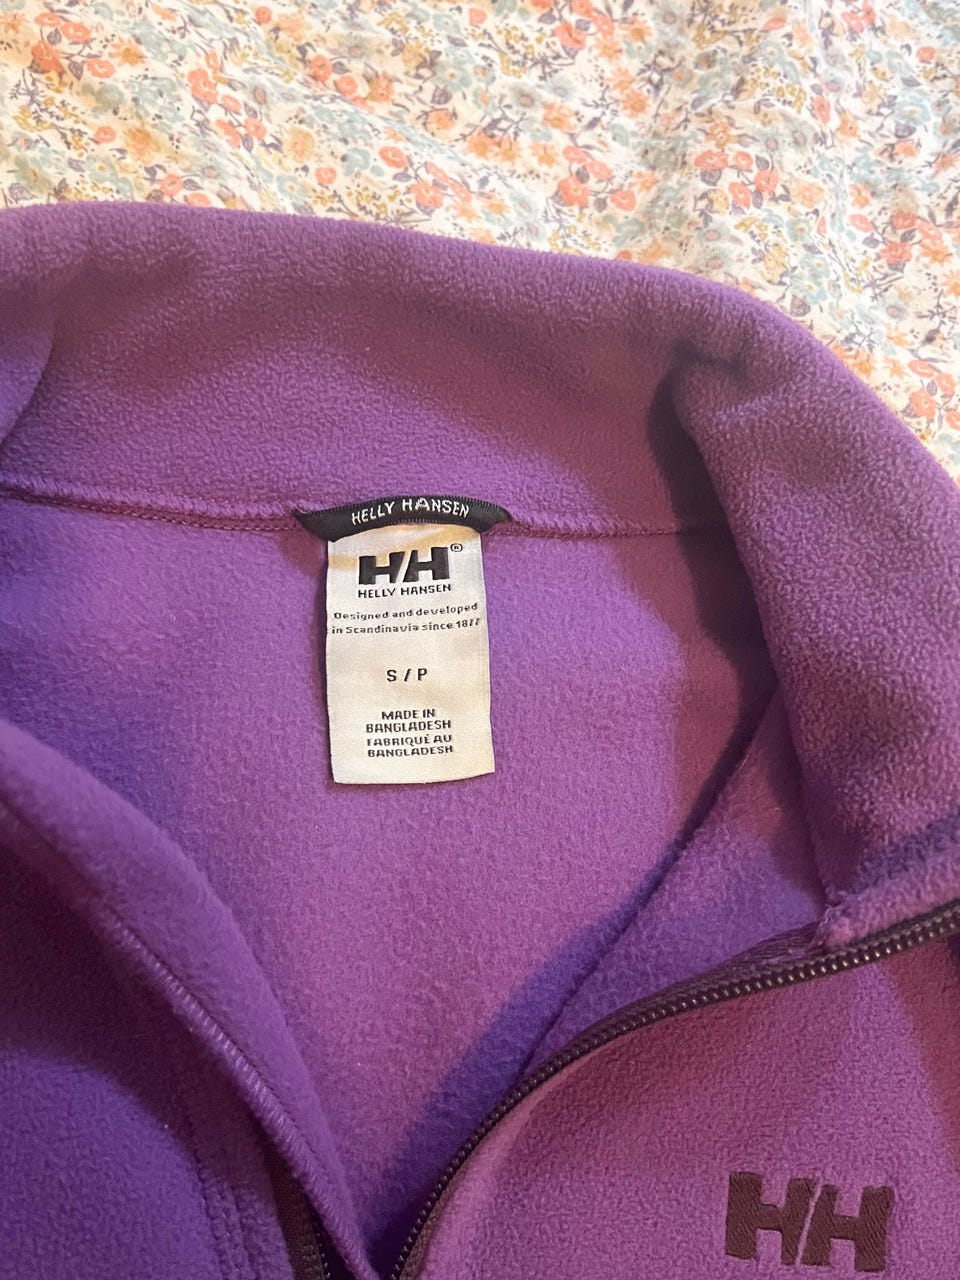 HELLY HANSEN
HH®
HELLY HANSEN
Designed and developed
in Scandinavia since 1877
S / P
MADE IN
BANGLADESH
FABRIQUÉ AU
BANGLADESH
HH